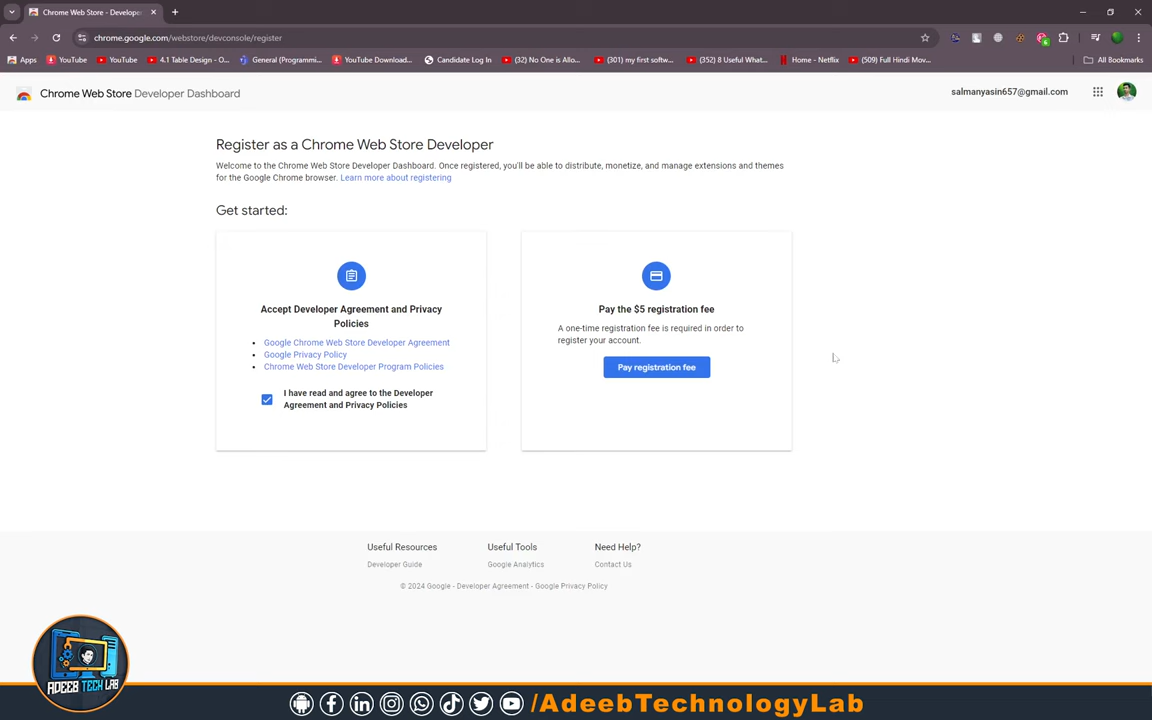 Chrome Web Store - Develope
chrome.google.com/webstore/devconsole/register
Apps
YouTube
YouTube
4.1 Table Design - O...
General (Programmi...
YouTube Download...
Candidate Log In
(32) No One is Allo...
(301) my first softw...
(352) 8 Useful What...
Home - Netflix
(509) Full Hindi Mov...
All Bookmarks
Chrome Web Store Developer Dashboard
salmanyasin657@gmail.com
Register as a Chrome Web Store Developer
Welcome to the Chrome Web Store Developer Dashboard. Once registered, you'll be able to distribute, monetize, and manage extensions and themes
for the Google Chrome browser. Learn more about registering
Get started:
Accept Developer Agreement and Privacy
Policies
• Google Chrome Web Store Developer Agreement
• Google Privacy Policy
• Chrome Web Store Developer Program Policies
I have read and agree to the Developer
Agreement and Privacy Policies
Pay the $5 registration fee
A one-time registration fee is required in order to
register your account.
Pay registration fee
Useful Resources
Developer Guide
Useful Tools
Google Analytics
Need Help?
Contact Us
© 2024 Google - Developer Agreement - Google Privacy Policy
ADEEB TECH LAB
/AdeebTechnologyLab